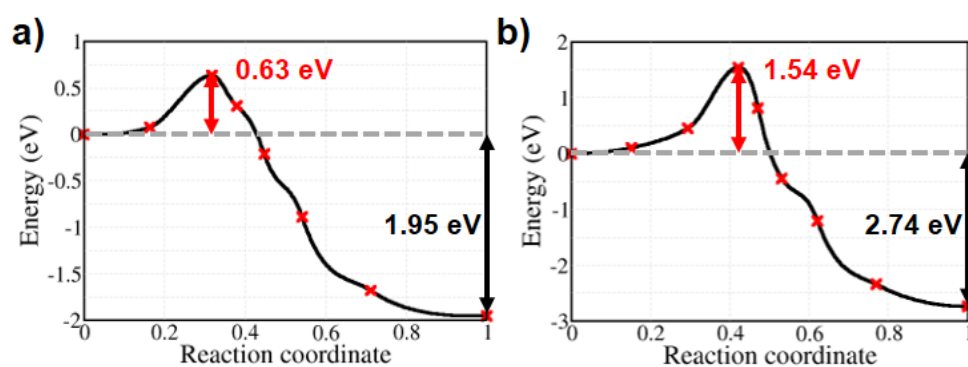 a)
Energy (eV)
1
0.5
0
-0.5
-1
-1.5
-2
0.63 eV
1.95 eV
0
0.2
0.4
0.6
0.8
1
Reaction coordinate
b)
Energy (eV)
2
1
0
-1
-2
-3
1.54 eV
2.74 eV
0
0.2
0.4
0.6
0.8
1
Reaction coordinate